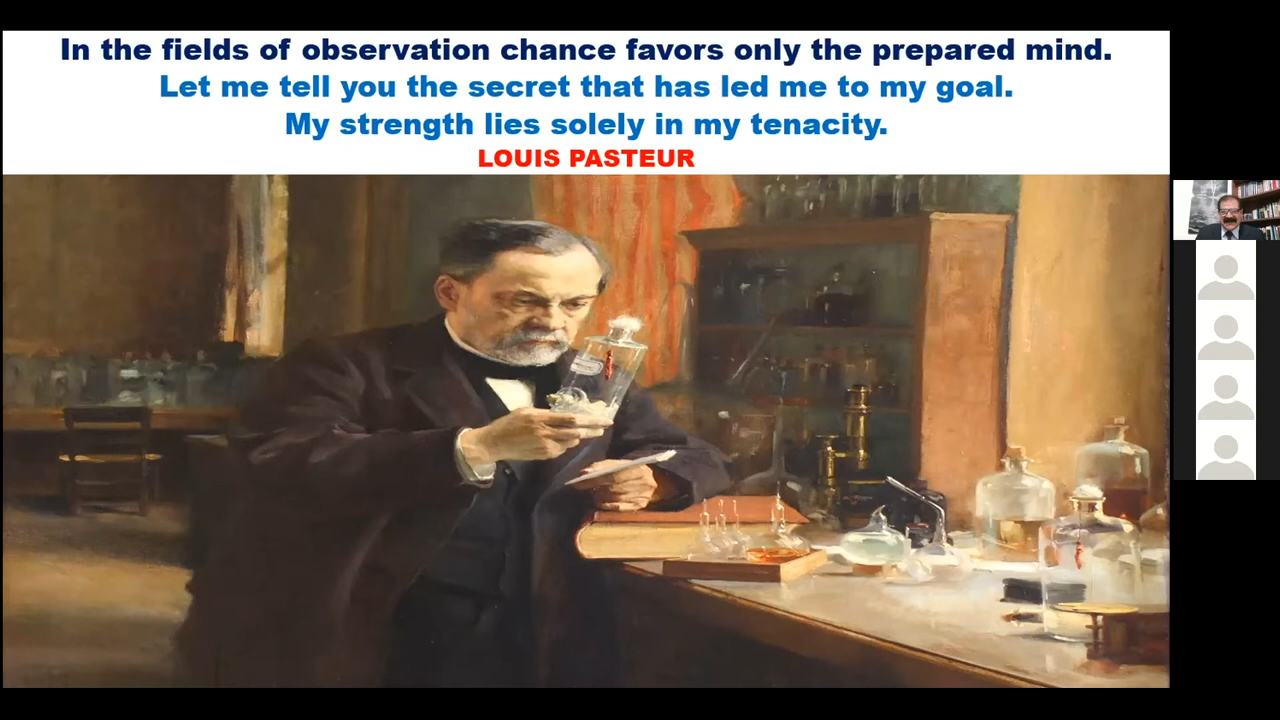 In the fields of observation chance favors only the prepared mind.
Let me tell you the secret that has led me to my goal.
My strength lies solely in my tenacity.
LOUIS PASTEUR